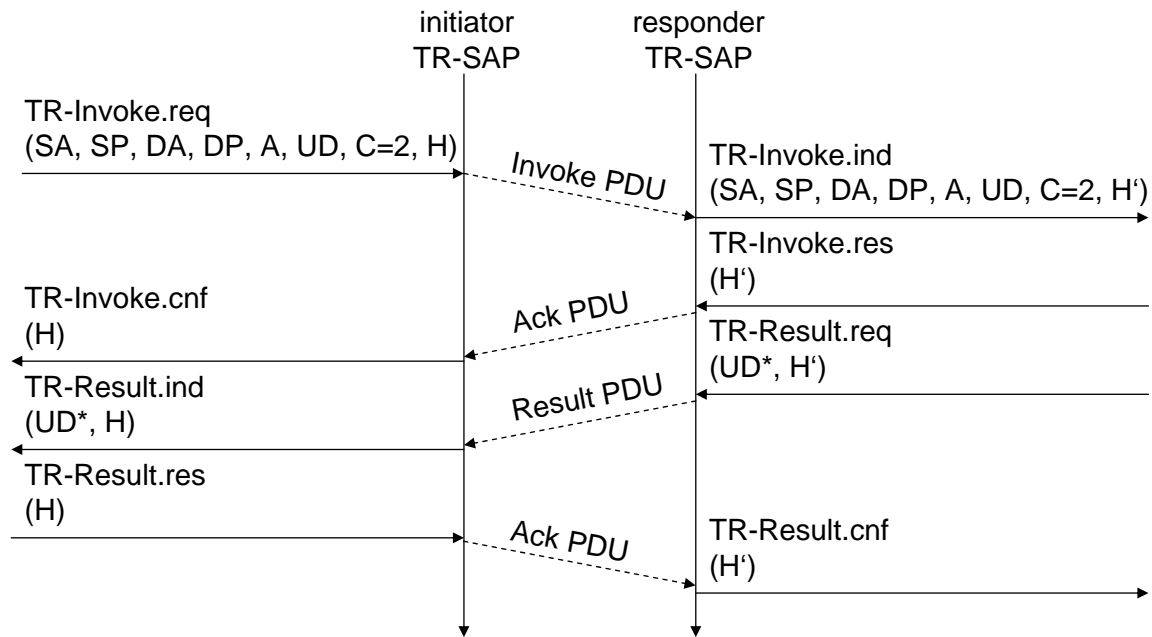 initiator
TR-SAP
responder
TR-SAP
TR-Invoke.req
(SA, SP, DA, DP, A, UD, C=2, H)
Invoke PDU
TR-Invoke.ind
(SA, SP, DA, DP, A, UD, C=2, H‘)
TR-Invoke.res
(H‘)
Ack PDU
TR-Invoke.cnf
(H)
TR-Result.req
(UD*, H‘)
Result PDU
TR-Result.ind
(UD*, H)
TR-Result.res
(H)
Ack PDU
TR-Result.cnf
(H‘)